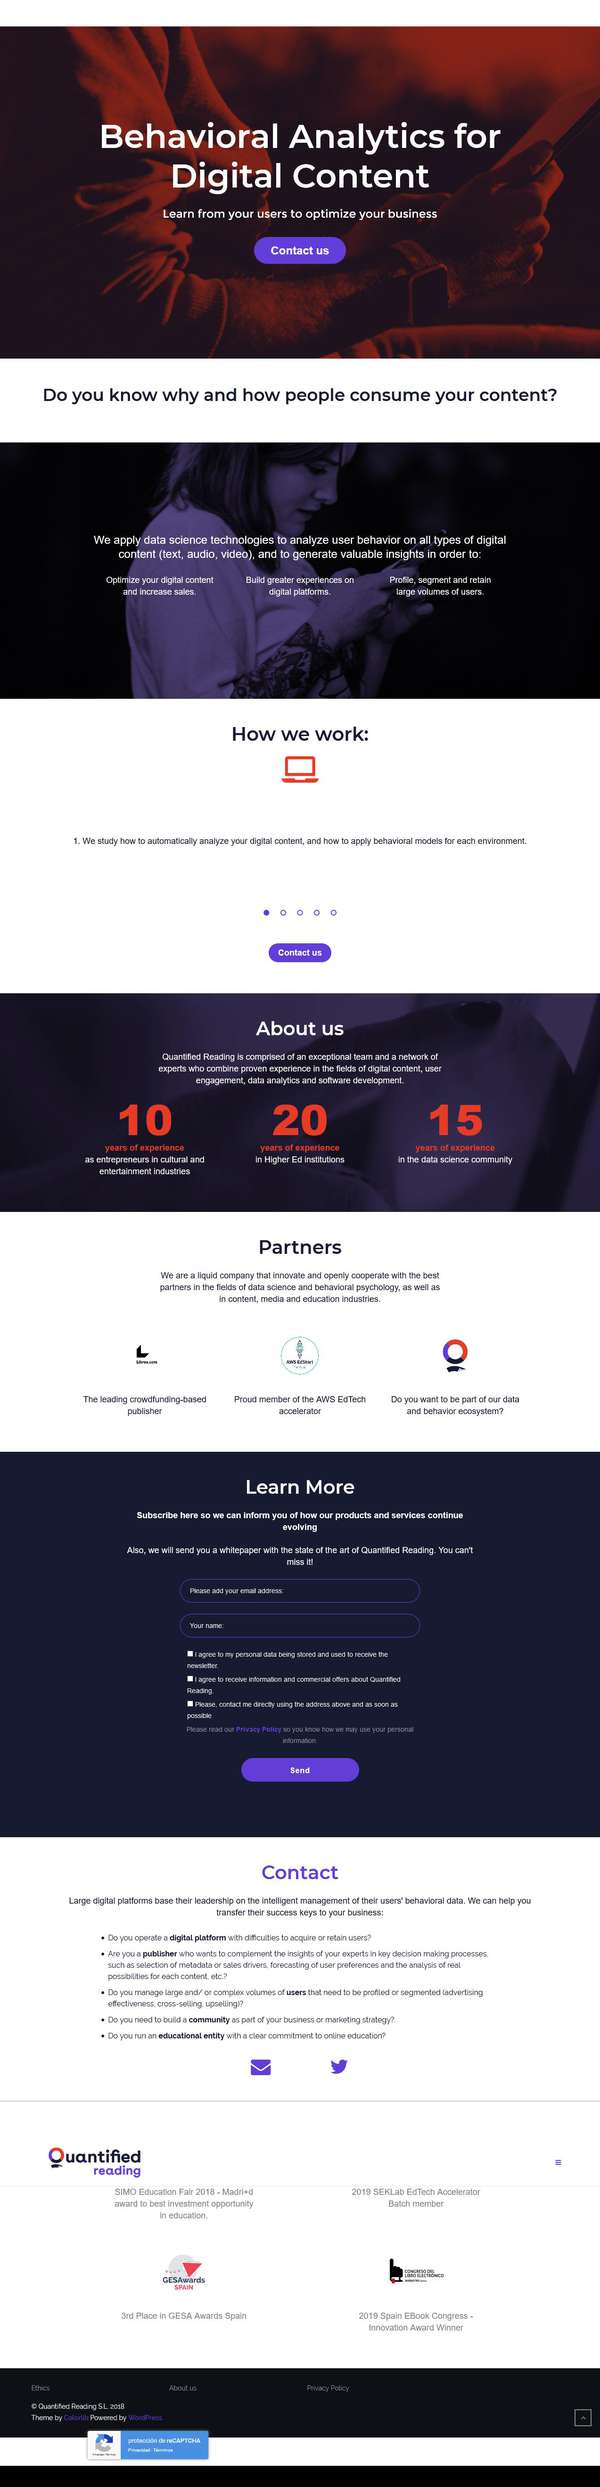 Behavioral Analytics for
Digital Content
Learn from your users to optimize your business
Contact us
Do you know why and how people consume your content?
We apply data science technologies to analyze user behavior on all types of digital
content (text, audio, video), and to generate valuable insights in order to:
Optimize your digital content
and increase sales.
Build greater experiences on
digital platforms.
Profile, segment and retain
large volumes of users.
How we work:
1. We study how to automatically analyze your digital content, and how to apply behavioral models for each environment.
Contact us
About us
Quantified Reading is comprised of an exceptional team and a network of
experts who combine proven experience in the fields of digital content, user
engagement, data analytics and software development.
10
years of experience
as entrepreneurs in cultural and
entertainment industries
20
years of experience
in Higher Ed institutions
15
years of experience
in the data science community
Partners
We are a liquid company that innovate and openly cooperate with the best
partners in the fields of data science and behavioral psychology, as well as
in content, media and education industries.
libros.com
The leading crowdfunding-based
publisher
AWS EdStart
Proud member of the AWS EdTech
accelerator
Do you want to be part of our data
and behavior ecosystem?
Learn More
Subscribe here so we can inform you of how our products and services continue
evolving
Also, we will send you a whitepaper with the state of the art of Quantified Reading. You can't
miss it!
Please add your email address:
Your name:
I agree to my personal data being stored and used to receive the
newsletter.
I agree to receive information and commercial offers about Quantified
Reading.
Please, contact me directly using the address above and as soon as
possible
Please read our Privacy Policy so you know how we may use your personal
information.
Send
Contact
Large digital platforms base their leadership on the intelligent management of their users' behavioral data. We can help you
transfer their success keys to your business:
Do you operate a digital platform with difficulties to acquire or retain users?
Are you a publisher who wants to complement the insights of your experts in key decision making processes,
such as selection of metadata or sales drivers, forecasting of user preferences and the analysis of real
possibilities for each content, etc.?
Do you manage large and/ or complex volumes of users that need to be profiled or segmented (advertising
effectiveness, cross-selling, upselling)?
Do you need to build a community as part of your business or marketing strategy?
Do you run an educational entity with a clear commitment to online education?
Quantified
reading
SIMO Education Fair 2018 - Madri+d
award to best investment opportunity
in education.
2019 SEKLab EdTech Accelerator
Batch member
GESAwards
SPAIN
3rd Place in GESA Awards Spain
CONGRESO DEL
LIBRO ELECTRÓNICO
2019 Spain EBook Congress -
Innovation Award Winner
Ethics
About us
Privacy Policy
© Quantified Reading S.L. 2018
Theme by Colorlib Powered by WordPress
protección de reCAPTCHA
Privacidad - Términos